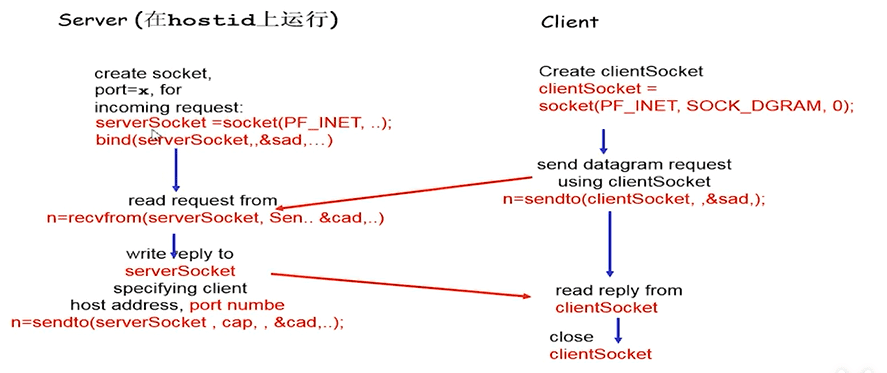 Server (在hostid上运行)
create socket,
port=x, for
incoming request:
serverSocket =socket(PF_INET, ..);
bind(serverSocket,,&sad,...)
read request from
n=recvfrom(serverSocket, Sen.. &cad,..)
write reply to
serverSocket
specifying client
host address, port numbe
n=sendto(serverSocket , cap, , &cad,..);
Client
Create clientSocket
clientSocket =
socket(PF_INET, SOCK_DGRAM, 0);
send datagram request
using clientSocket
n=sendto(clientSocket, ,&sad,);
read reply from
clientSocket
close
clientSocket